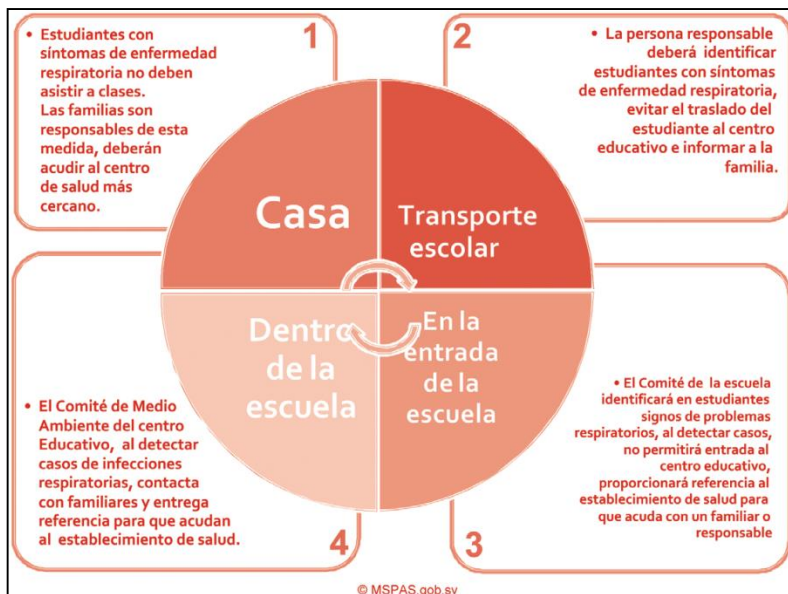 1
• Estudiantes con
síntomas de enfermedad
respiratoria no deben
asistir a clases.
Las familias son
responsables de esta
medida, deberán
acudir al centro
de salud más
cercano.
Casa
2
• La persona responsable
deberá identificar
estudiantes con síntomas
de enfermedad respiratoria,
evitar el traslado del
estudiante al centro
educativo e informar a la
familia.
Transporte
escolar
En la
entrada
de la
escuela
• El Comité de la escuela
identificará en estudiantes
signos de problemas
respiratorios, al detectar casos,
no permitirá entrada al
centro educativo,
proporcionará referencia al
establecimiento de salud para
que acuda con un familiar o
responsable
3
Dentro
de la
escuela
• El Comité de Medio
Ambiente del centro
Educativo, al detectar
casos de infecciones
respiratorias, contacta
con familiares y entrega
referencia para que acudan
al establecimiento de salud.
4
© MSPAS.gob.sv